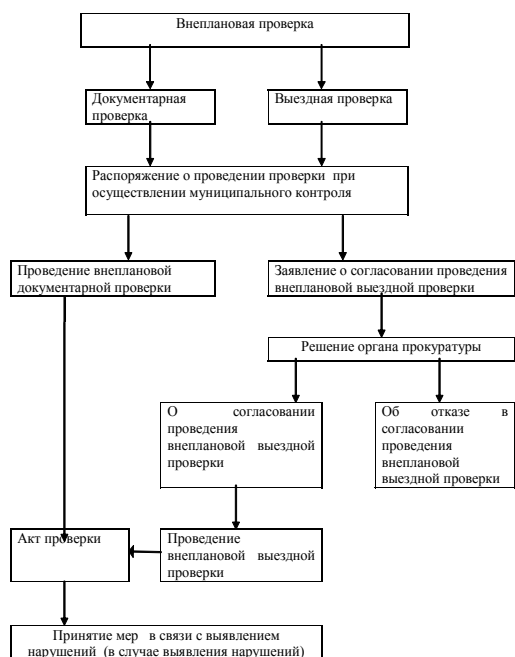 Внеплановая проверка
Документарная
проверка
Выездная проверка
Распоряжение о проведении проверки при
осуществлении муниципального контроля
Проведение внеплановой
документарной проверки
Заявление о согласовании проведения
внеплановой выездной проверки
Решение органа прокуратуры
О согласовании
проведения
внеплановой выездной
проверки
Об отказе в
согласовании
проведения
внеплановой
выездной проверки
Акт проверки
Проведение
внеплановой выездной
проверки
Принятие мер в связи с выявлением
нарушений (в случае выявления нарушений)